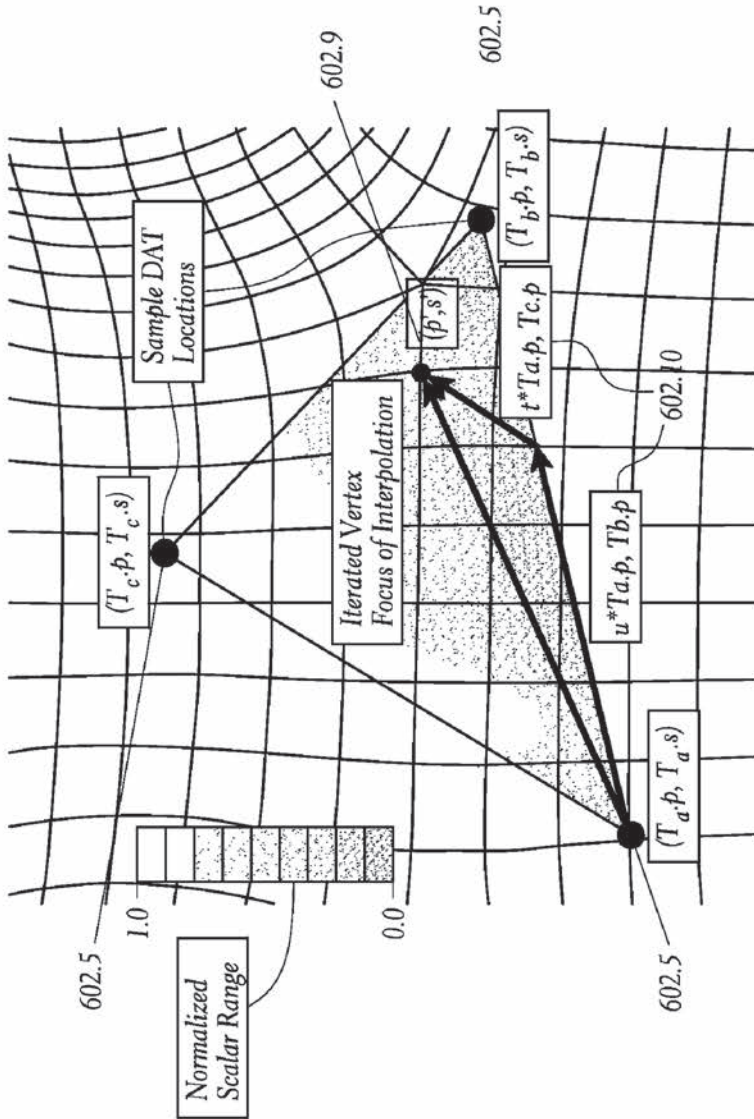 602.5
1.0
Normalized
Scalar Range
0.0
602.5
(Ta.p, Ta.s)
(Tc.p, Tc.s)
Sample DAT
Locations
602.9
Iterated Vertex
Focus of Interpolation
(p',s')
602.5
(Tb.p, Tb.s)
t*Ta.p, Tc.p
u*Ta.p, Tb.p
602.10